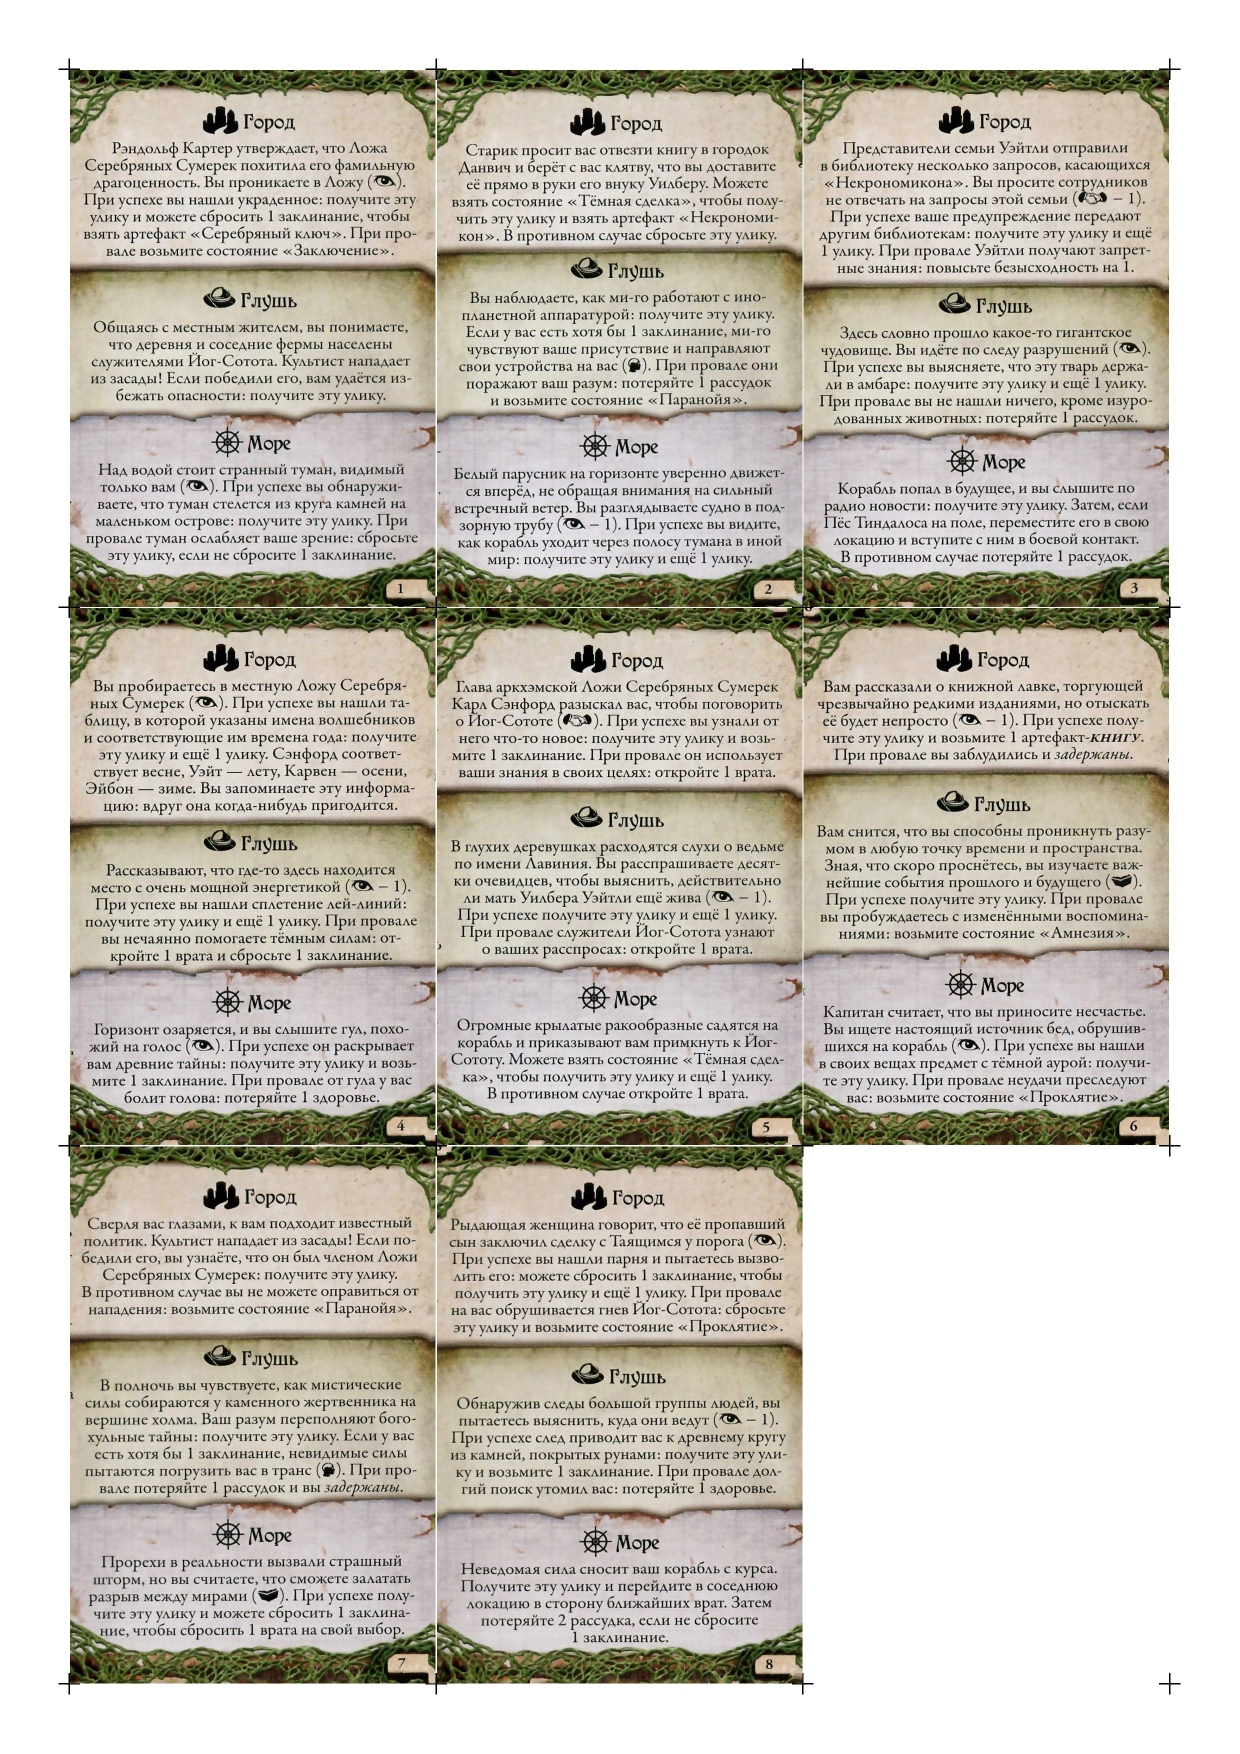 Город
Рэндольф Картер утверждает, что Ложа
Серебряных Сумерек похитила его фамильную
драгоценность. Вы проникаете в Ложу ( ).
При успехе вы нашли украденное: получите эту
улику и можете сбросить 1 заклинание, чтобы
взять артефакт «Серебряный ключ». При про-
вале возьмите состояние «Заключение».
Глушь
Общаясь с местным жителем, вы понимаете,
что деревня и соседние фермы населены
служителями Йог-Сотота. Культист нападает
из засады! Если победили его, вам удаётся из-
бежать опасности: получите эту улику.
Море
Над водой стоит странный туман, видимый
только вам ( ). При успехе вы обнаружи-
ваете, что туман стелется из круга камней на
маленьком острове: получите эту улику. При
провале туман ослабляет ваше зрение: сбросьте
эту улику, если не сбросите 1 заклинание.
1
Город
Старик просит вас отвезти книгу в городок
Данвич и берёт с вас клятву, что вы доставите
её прямо в руки его внуку Уилберу. Можете
взять состояние «Тёмная сделка», чтобы полу-
чить эту улику и взять артефакт «Некрономи-
кон». В противном случае сбросьте эту улику.
Глушь
Вы наблюдаете, как ми-го работают с ино-
планетной аппаратурой: получите эту улику.
Если у вас есть хотя бы 1 заклинание, ми-го
чувствуют ваше присутствие и направляют
свои устройства на вас ( ). При провале они
поражают ваш разум: потеряйте 1 рассудок
и возьмите состояние «Паранойя».
Море
Белый парусник на горизонте уверенно движет-
ся вперёд, не обращая внимания на сильный
встречный ветер. Вы разглядываете судно в под-
зорную трубу ( – 1). При успехе вы видите,
как корабль уходит через полосу тумана в иной
мир: получите эту улику и ещё 1 улику.
2
Город
Представители семьи Уэйтли отправили
в библиотеку несколько запросов, касающихся
«Некрономикона». Вы просите сотрудников
не отвечать на запросы этой семьи ( – 1).
При успехе ваше предупреждение передают
другим библиотекам: получите эту улику и ещё
1 улику. При провале Уэйтли получают запрет-
ные знания: повысьте безысходность на 1.
Глушь
Здесь словно прошло какое-то гигантское
чудовище. Вы идёте по следу разрушений ( ).
При успехе вы выясняете, что эту тварь держа-
ли в амбаре: получите эту улику и ещё 1 улику.
При провале вы не нашли ничего, кроме изуро-
дованных животных: потеряйте 1 рассудок.
Море
Корабль попал в будущее, и вы слышите по
радио новости: получите эту улику. Затем, если
Пёс Тиндалоса на поле, переместите его в свою
локацию и вступите с ним в боевой контакт.
В противном случае потеряйте 1 рассудок.
3
Город
Вы пробираетесь в местную Ложу Серебря-
ных Сумерек ( ). При успехе вы нашли та-
блицу, в которой указаны имена волшебников
и соответствующие им времена года: получите
эту улику и ещё 1 улику. Сэнфорд соответ-
ствует весне, Уэйт — лету, Карвен — осени,
Эйбон — зиме. Вы запоминаете эту информа-
цию: вдруг она когда-нибудь пригодится.
Глушь
Рассказывают, что где-то здесь находится
место с очень мощной энергетикой ( – 1).
При успехе вы нашли сплетение лей-линий:
получите эту улику и ещё 1 улику. При провале
вы нечаянно помогаете тёмным силам: от-
кройте 1 врата и сбросьте 1 заклинание.
Море
Горизонт озаряется, и вы слышите гул, похо-
жий на голос ( ). При успехе он раскрывает
вам древние тайны: получите эту улику и возь-
мите 1 заклинание. При провале от гула у вас
болит голова: потеряйте 1 здоровье.
4
Город
Глава аркхэмской Ложи Серебряных Сумерек
Карл Сэнфорд разыскал вас, чтобы поговорить
о Йог-Сототе ( ). При успехе вы узнали от
него что-то новое: получите эту улику и возь-
мите 1 заклинание. При провале он использует
ваши знания в своих целях: откройте 1 врата.
Глушь
В глухих деревушках расходятся слухи о ведьме
по имени Лавиния. Вы расспрашиваете десят-
ки очевидцев, чтобы выяснить, действительно
ли мать Уилбера Уэйтли ещё жива ( – 1).
При успехе получите эту улику и ещё 1 улику.
При провале служители Йог-Сотота узнают
о ваших расспросах: откройте 1 врата.
Море
Огромные крылатые ракообразные садятся на
корабль и приказывают вам примкнуть к Йог-
Сототу. Можете взять состояние «Тёмная сдел-
ка», чтобы получить эту улику и ещё 1 улику.
В противном случае откройте 1 врата.
5
Город
Вам рассказали о книжной лавке, торгующей
чрезвычайно редкими изданиями, но отыскать
её будет непросто ( – 1). При успехе полу-
чите эту улику и возьмите 1 артефакт-КНИГУ.
При провале вы заблудились и задержаны.
Глушь
Вам снится, что вы способны проникнуть разу-
мом в любую точку времени и пространства.
Зная, что скоро проснётесь, вы изучаете важ-
нейшие события прошлого и будущего ( ).
При успехе получите эту улику. При провале
вы пробуждаетесь с изменёнными воспомина-
ниями: возьмите состояние «Амнезия».
Море
Капитан считает, что вы приносите несчастье.
Вы ищете настоящий источник бед, обрушив-
шихся на корабль ( ). При успехе вы нашли
в своих вещах предмет с тёмной аурой: получи-
те эту улику. При провале неудачи преследуют
вас: возьмите состояние «Проклятие».
6
Город
Сверля вас глазами, к вам подходит известный
политик. Культист нападает из засады! Если по-
бедили его, вы узнаёте, что он был членом Ложи
Серебряных Сумерек: получите эту улику.
В противном случае вы не можете оправиться от
нападения: возьмите состояние «Паранойя».
Глушь
В полночь вы чувствуете, как мистические
силы собираются у каменного жертвенника на
вершине холма. Ваш разум переполняют бого-
хульные тайны: получите эту улику. Если у вас
есть хотя бы 1 заклинание, невидимые силы
пытаются погрузить вас в транс ( ). При про-
вале потеряйте 1 рассудок и вы задержаны.
Море
Прорехи в реальности вызвали страшный
шторм, но вы считаете, что сможете залатать
разрыв между мирами ( ). При успехе полу-
чите эту улику и можете сбросить 1 заклина-
ние, чтобы сбросить 1 врата на свой выбор.
7
Город
Рыдающая женщина говорит, что её пропавший
сын заключил сделку с Таящимся у порога ( ).
При успехе вы нашли парня и пытаетесь вызво-
лить его: можете сбросить 1 заклинание, чтобы
получить эту улику и ещё 1 улику. При провале
на вас обрушивается гнев Йог-Сотота: сбросьте
эту улику и возьмите состояние «Проклятие».
Глушь
Обнаружив следы большой группы людей, вы
пытаетесь выяснить, куда они ведут ( – 1).
При успехе след приводит вас к древнему кругу
из камней, покрытых рунами: получите эту ули-
ку и возьмите 1 заклинание. При провале дол-
гий поиск утомил вас: потеряйте 1 здоровье.
Море
Неведомая сила сносит ваш корабль с курса.
Получите эту улику и перейдите в соседнюю
локацию в сторону ближайших врат. Затем
потеряйте 2 рассудка, если не сбросите
1 заклинание.
8